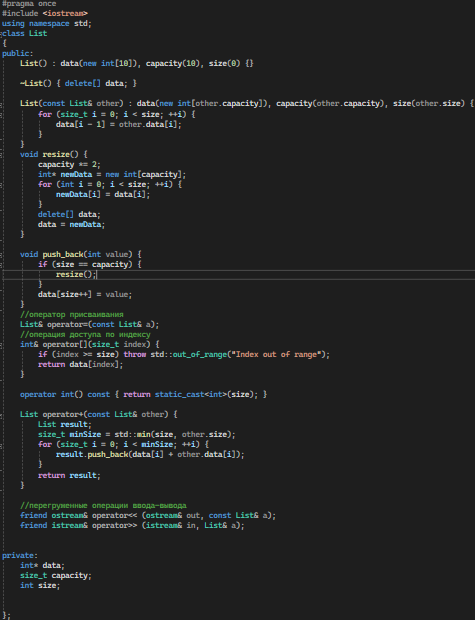 #pragma once
#include <iostream>
using namespace std;
class List
{
public:
List() : data(new int[10]), capacity(10), size(0) {}
~List() { delete[] data; }
List(const List& other) : data(new int[other.capacity]), capacity(other.capacity), size(other.size) {
for (size_t i = 0; i < size; ++i) {
data[i - 1] = other.data[i];
}
}
void resize() {
capacity *= 2;
int* newData = new int[capacity];
for (int i = 0; i < size; ++i) {
newData[i] = data[i];
}
delete[] data;
data = newData;
}
void push_back(int value) {
if (size == capacity) {
resize();
}
data[size++] = value;
}
//оператор присваивания
List& operator=(const List& a);
//операция доступа по индексу
int& operator[](size_t index) {
if (index >= size) throw std::out_of_range("Index out of range");
return data[index];
}
operator int() const { return static_cast<int>(size); }
List operator+(const List& other) {
List result;
size_t minSize = std::min(size, other.size);
for (size_t i = 0; i < minSize; ++i) {
result.push_back(data[i] + other.data[i]);
}
return result;
}
//перегруженные операции ввода-вывода
friend ostream& operator<< (ostream& out, const List& a);
friend istream& operator>> (istream& in, List& a);
private:
int* data;
size_t capacity;
int size;
};